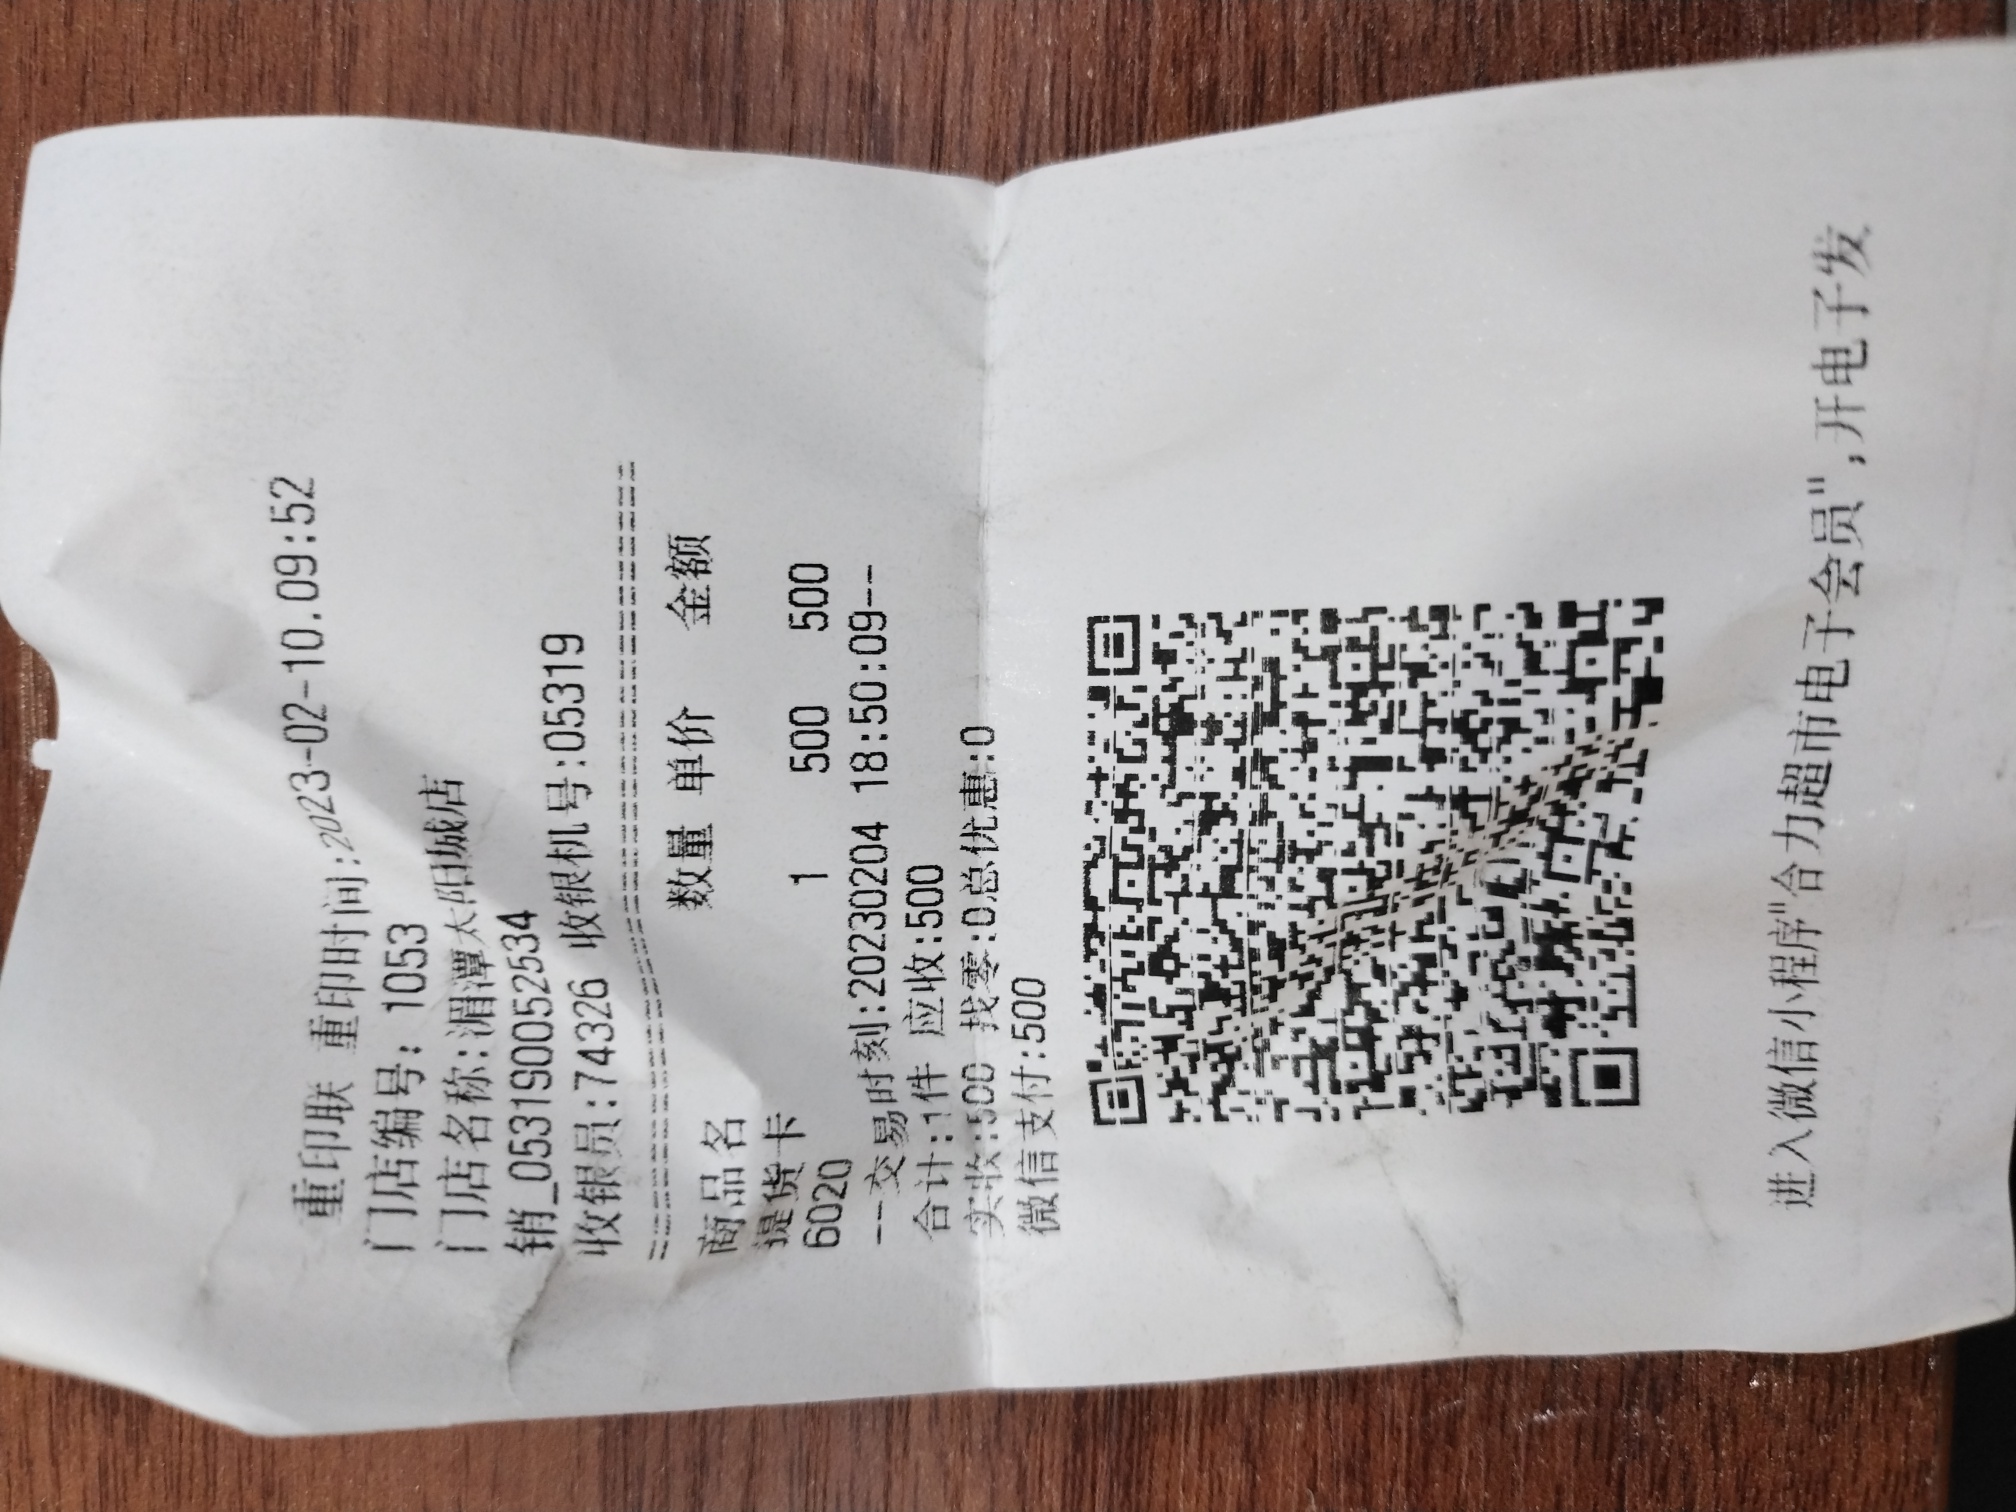 重印联 重印时间:2023-02-10.09:52
门店编号: 1053
门店名称:湄潭太阳城店
销_053190052534
收银员:74326 收银机号:05319
商品名 数量 单价 金额
提货卡
6020 1 500 500
--交易时刻:20230204 18:50:09--
合计:1件 应收:500
实收:500 找零:0总优惠:0
微信支付:500
进入微信小程序"合力超市电子会员",开电子发